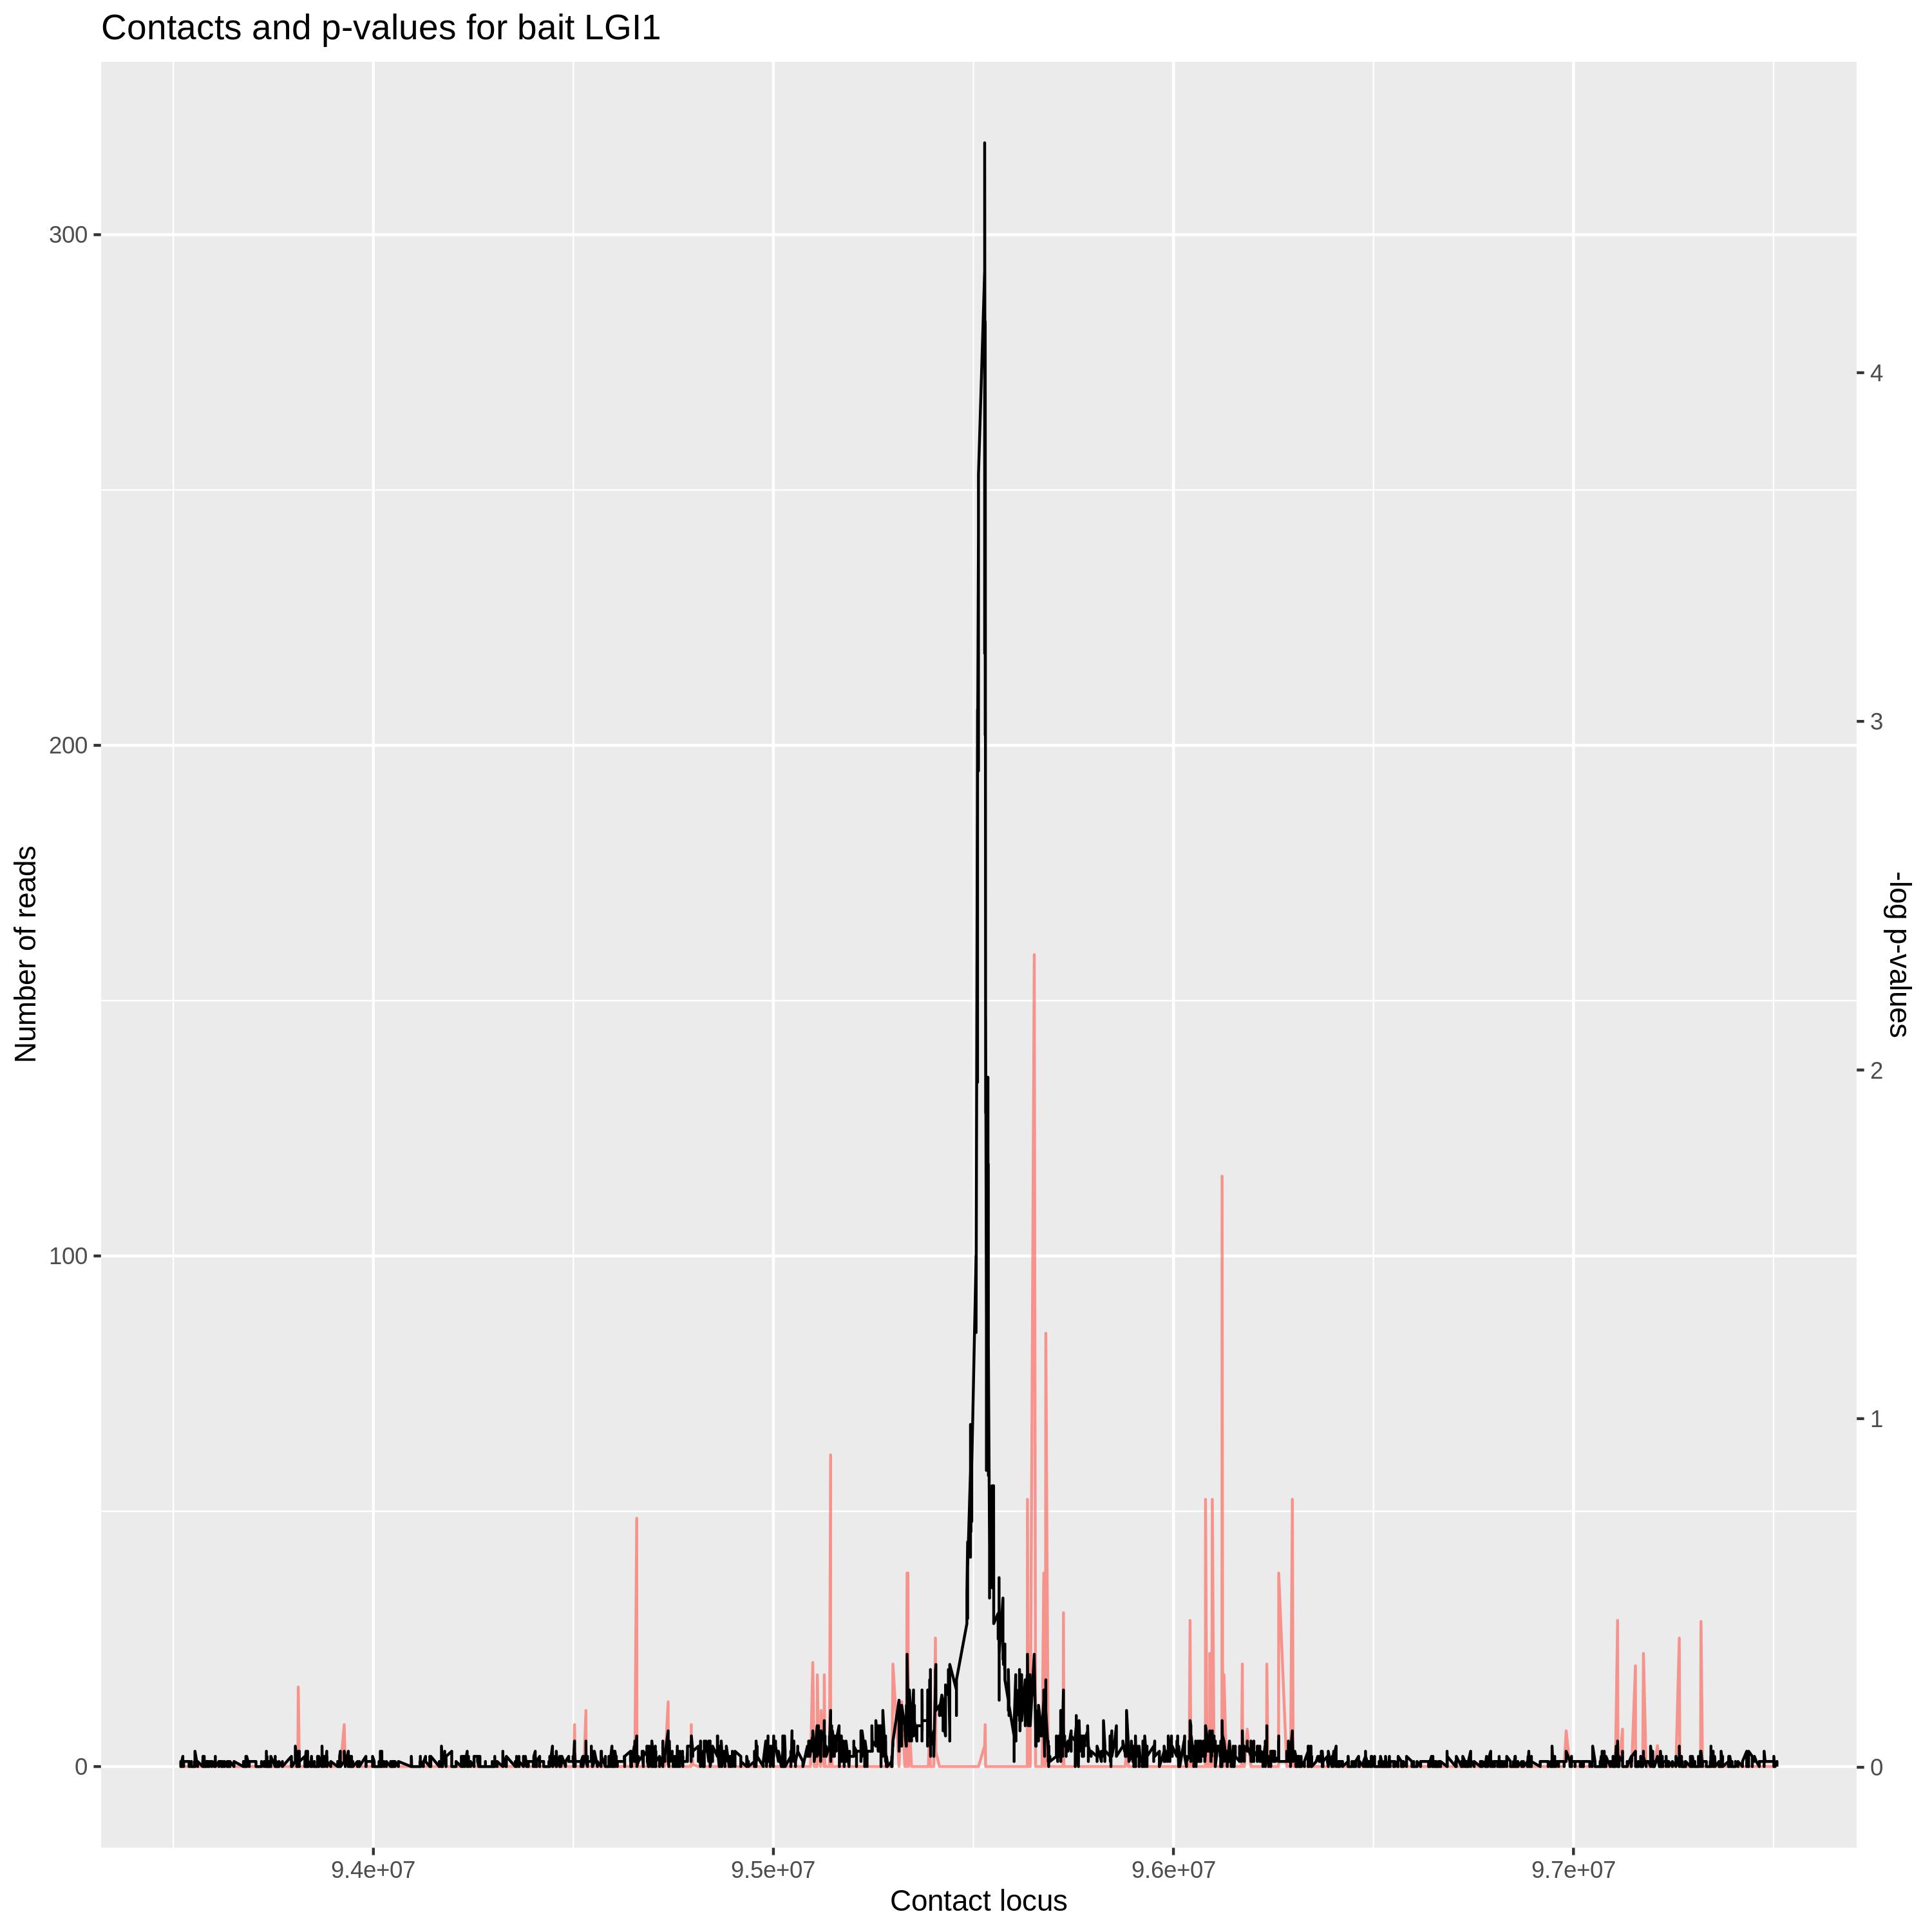 Contacts and p-values for bait LGI1
300
200
100
0
Number of reads
4
3
2
1
0
-log p-values
9.4e+07
9.5e+07
9.6e+07
9.7e+07
Contact locus